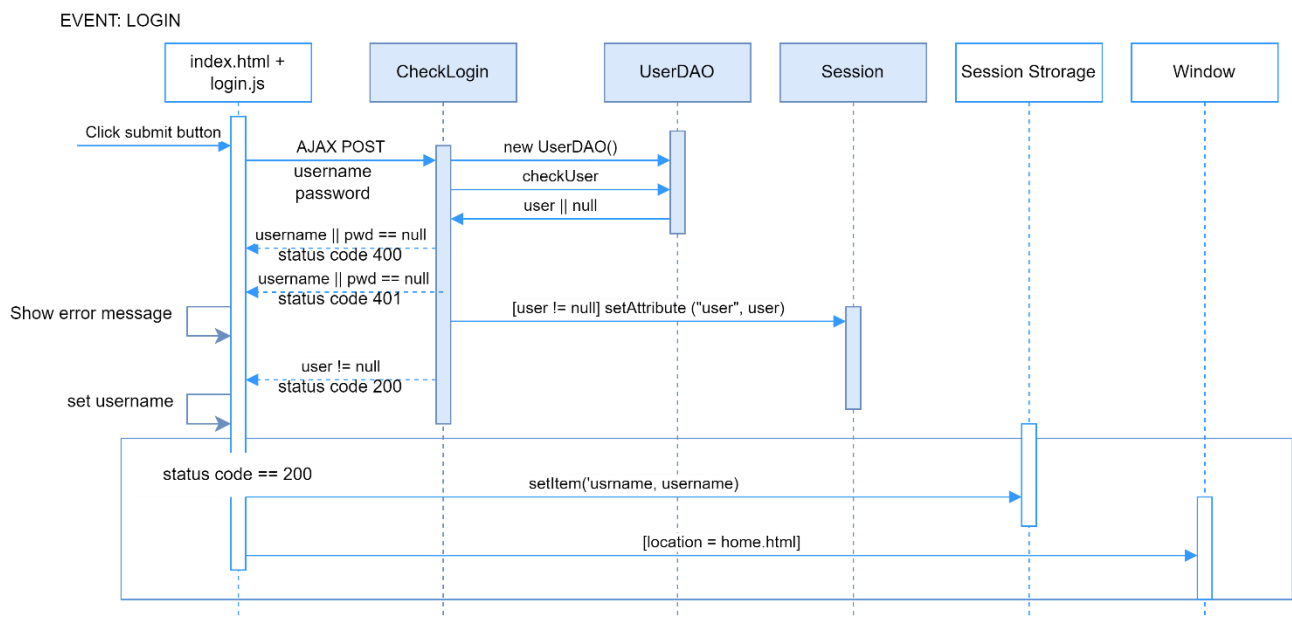 EVENT: LOGIN
index.html +
login.js
CheckLogin
UserDAO
Session
Session Strorage
Window
Click submit button
AJAX POST
username
password
new UserDAO()
checkUser
user || null
username || pwd == null
status code 400
username || pwd == null
status code 401
Show error message
[user != null] setAttribute ("user", user)
user != null
status code 200
set username
status code == 200
setItem('usrname, username)
[location = home.html]